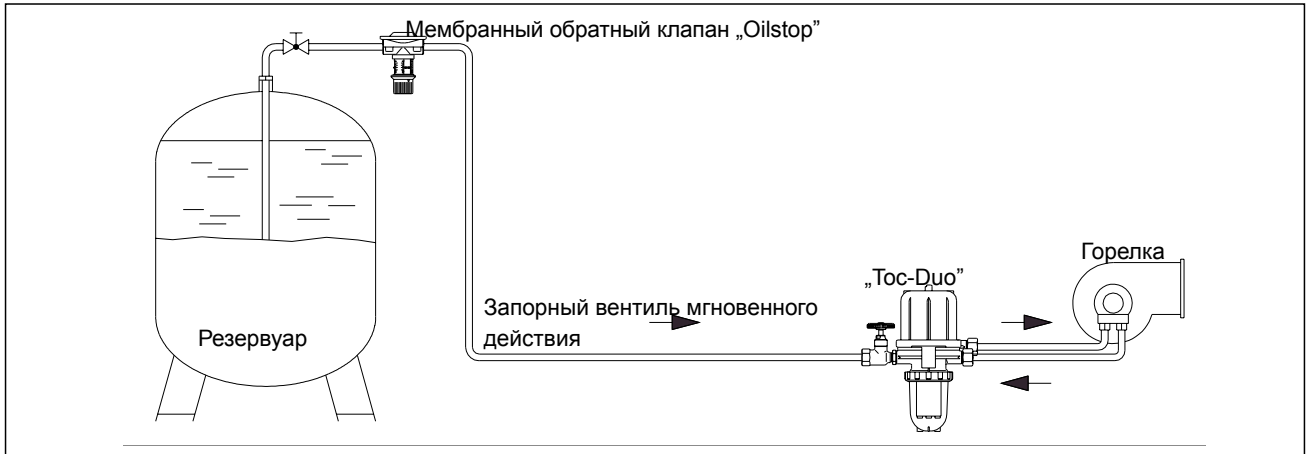 Мембранный обратный клапан „Oilstop”
Горелка
„Toc-Duo”
Запорный вентиль мгновенного
действия
Резервуар